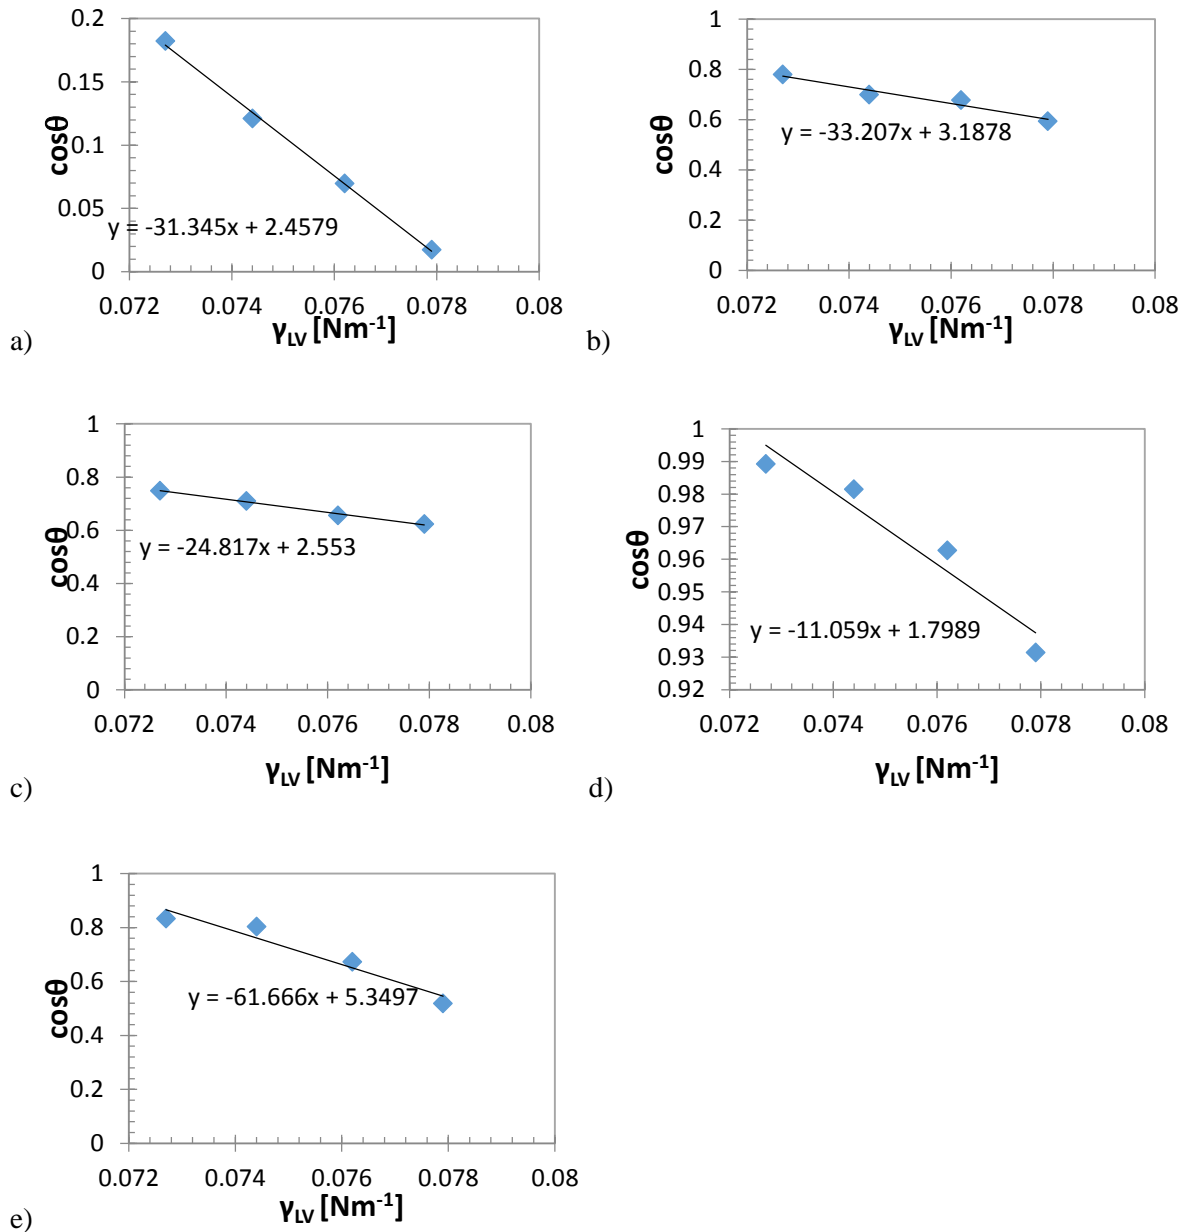 0.2
0.15
0.1
0.05
0
cosθ
y = -31.345x + 2.4579
0.072 0.074 0.076 0.078 0.08
γLV [Nm-1]
a)
1
0.8
0.6
0.4
0.2
0
cosθ
y = -33.207x + 3.1878
0.072 0.074 0.076 0.078 0.08
γLV [Nm-1]
b)
1
0.8
0.6
0.4
0.2
0
cosθ
y = -24.817x + 2.553
0.072 0.074 0.076 0.078 0.08
γLV [Nm-1]
c)
1
0.99
0.98
0.97
0.96
0.95
0.94
0.93
0.92
cosθ
y = -11.059x + 1.7989
0.072 0.074 0.076 0.078 0.08
γLV [Nm-1]
d)
1
0.8
0.6
0.4
0.2
0
cosθ
y = -61.666x + 5.3497
0.072 0.074 0.076 0.078 0.08
γLV [Nm-1]
e)